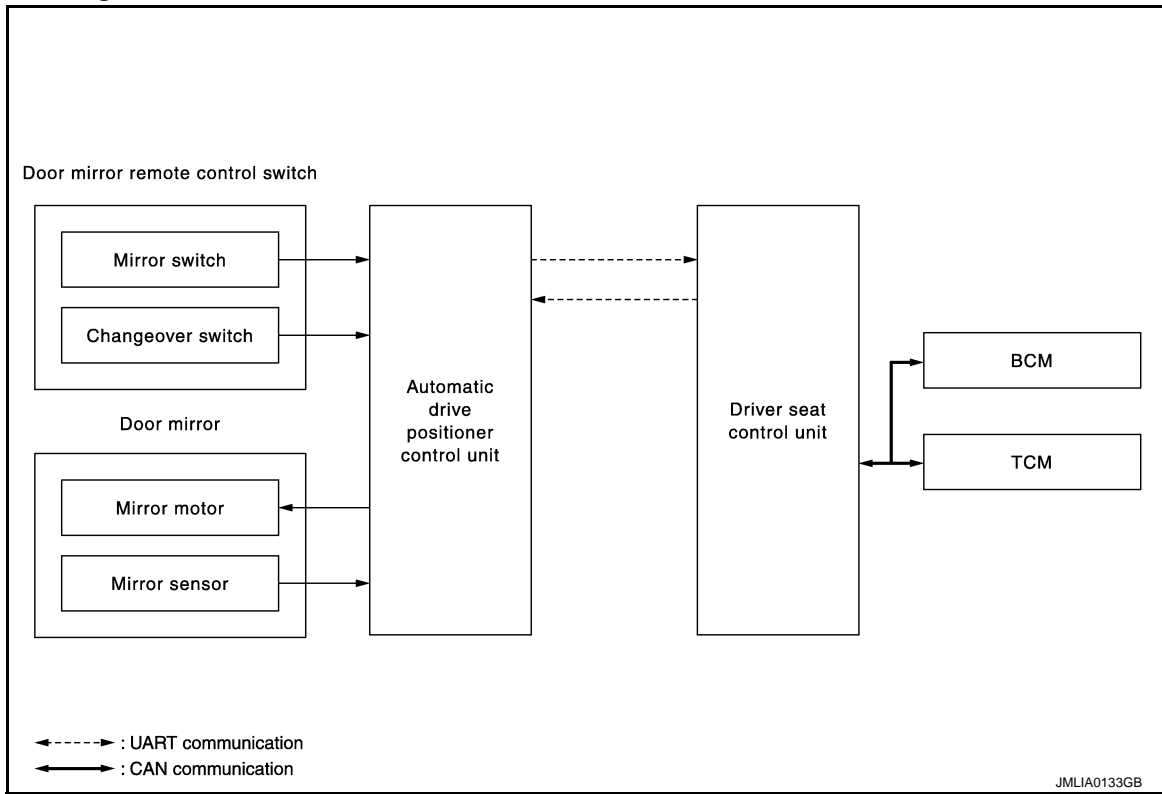 Door mirror remote control switch
Mirror switch
Changeover switch
Door mirror
Mirror motor
Mirror sensor
Automatic
drive
positioner
control unit
Driver seat
control unit
BCM
TCM
: UART communication
: CAN communication
JMLIA0133GB